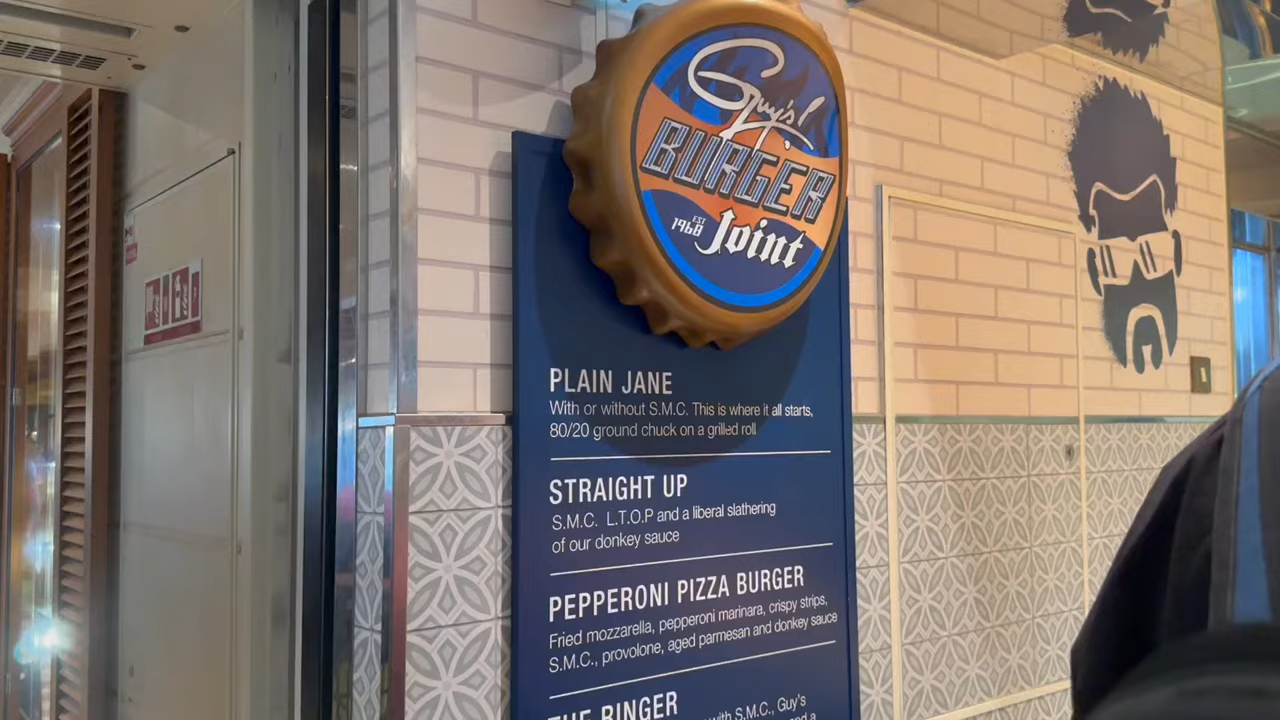 Guy's!
BURGER
EST
1968
Joint
PLAIN JANE
With or without S.M.C. This is where it all starts,
80/20 ground chuck on a grilled roll
STRAIGHT UP
S.M.C. L.T.O.P and a liberal slathering
of our donkey sauce
PEPPERONI PIZZA BURGER
Fried mozzarella, pepperoni marinara, crispy strips,
S.M.C., provolone, aged parmesan and donkey sauce
THE RINGER
with S.M.C., Guy's
and a